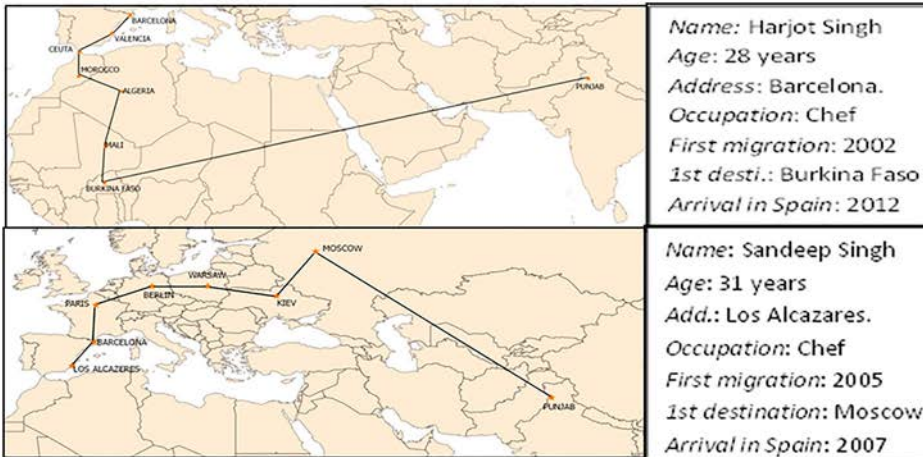 BARCELONA
VALENCIA
CEUTA
MOROCCO
ALGERIA
PUNJAB
MALI
BURKINA FASO
Name: Harjot Singh
Age: 28 years
Address: Barcelona.
Occupation: Chef
First migration: 2002
1st desti.: Burkina Faso
Arrival in Spain: 2012
MOSCOW
WARSAW
BERLIN
KIEV
PARIS
BARCELONA
LOS ALCAZERES
PUNJAB
Name: Sandeep Singh
Age: 31 years
Add.: Los Alcazares.
Occupation: Chef
First migration: 2005
1st destination: Moscow
Arrival in Spain: 2007